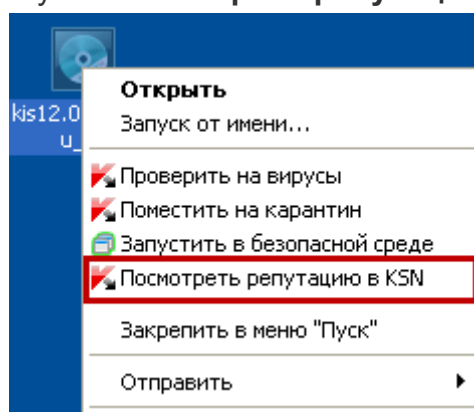 kis12.0
u_
Открыть
Запуск от имени...
Проверить на вирусы
Поместить на карантин
Запустить в безопасной среде
Посмотреть репутацию в KSN
Закрепить в меню "Пуск"
Отправить